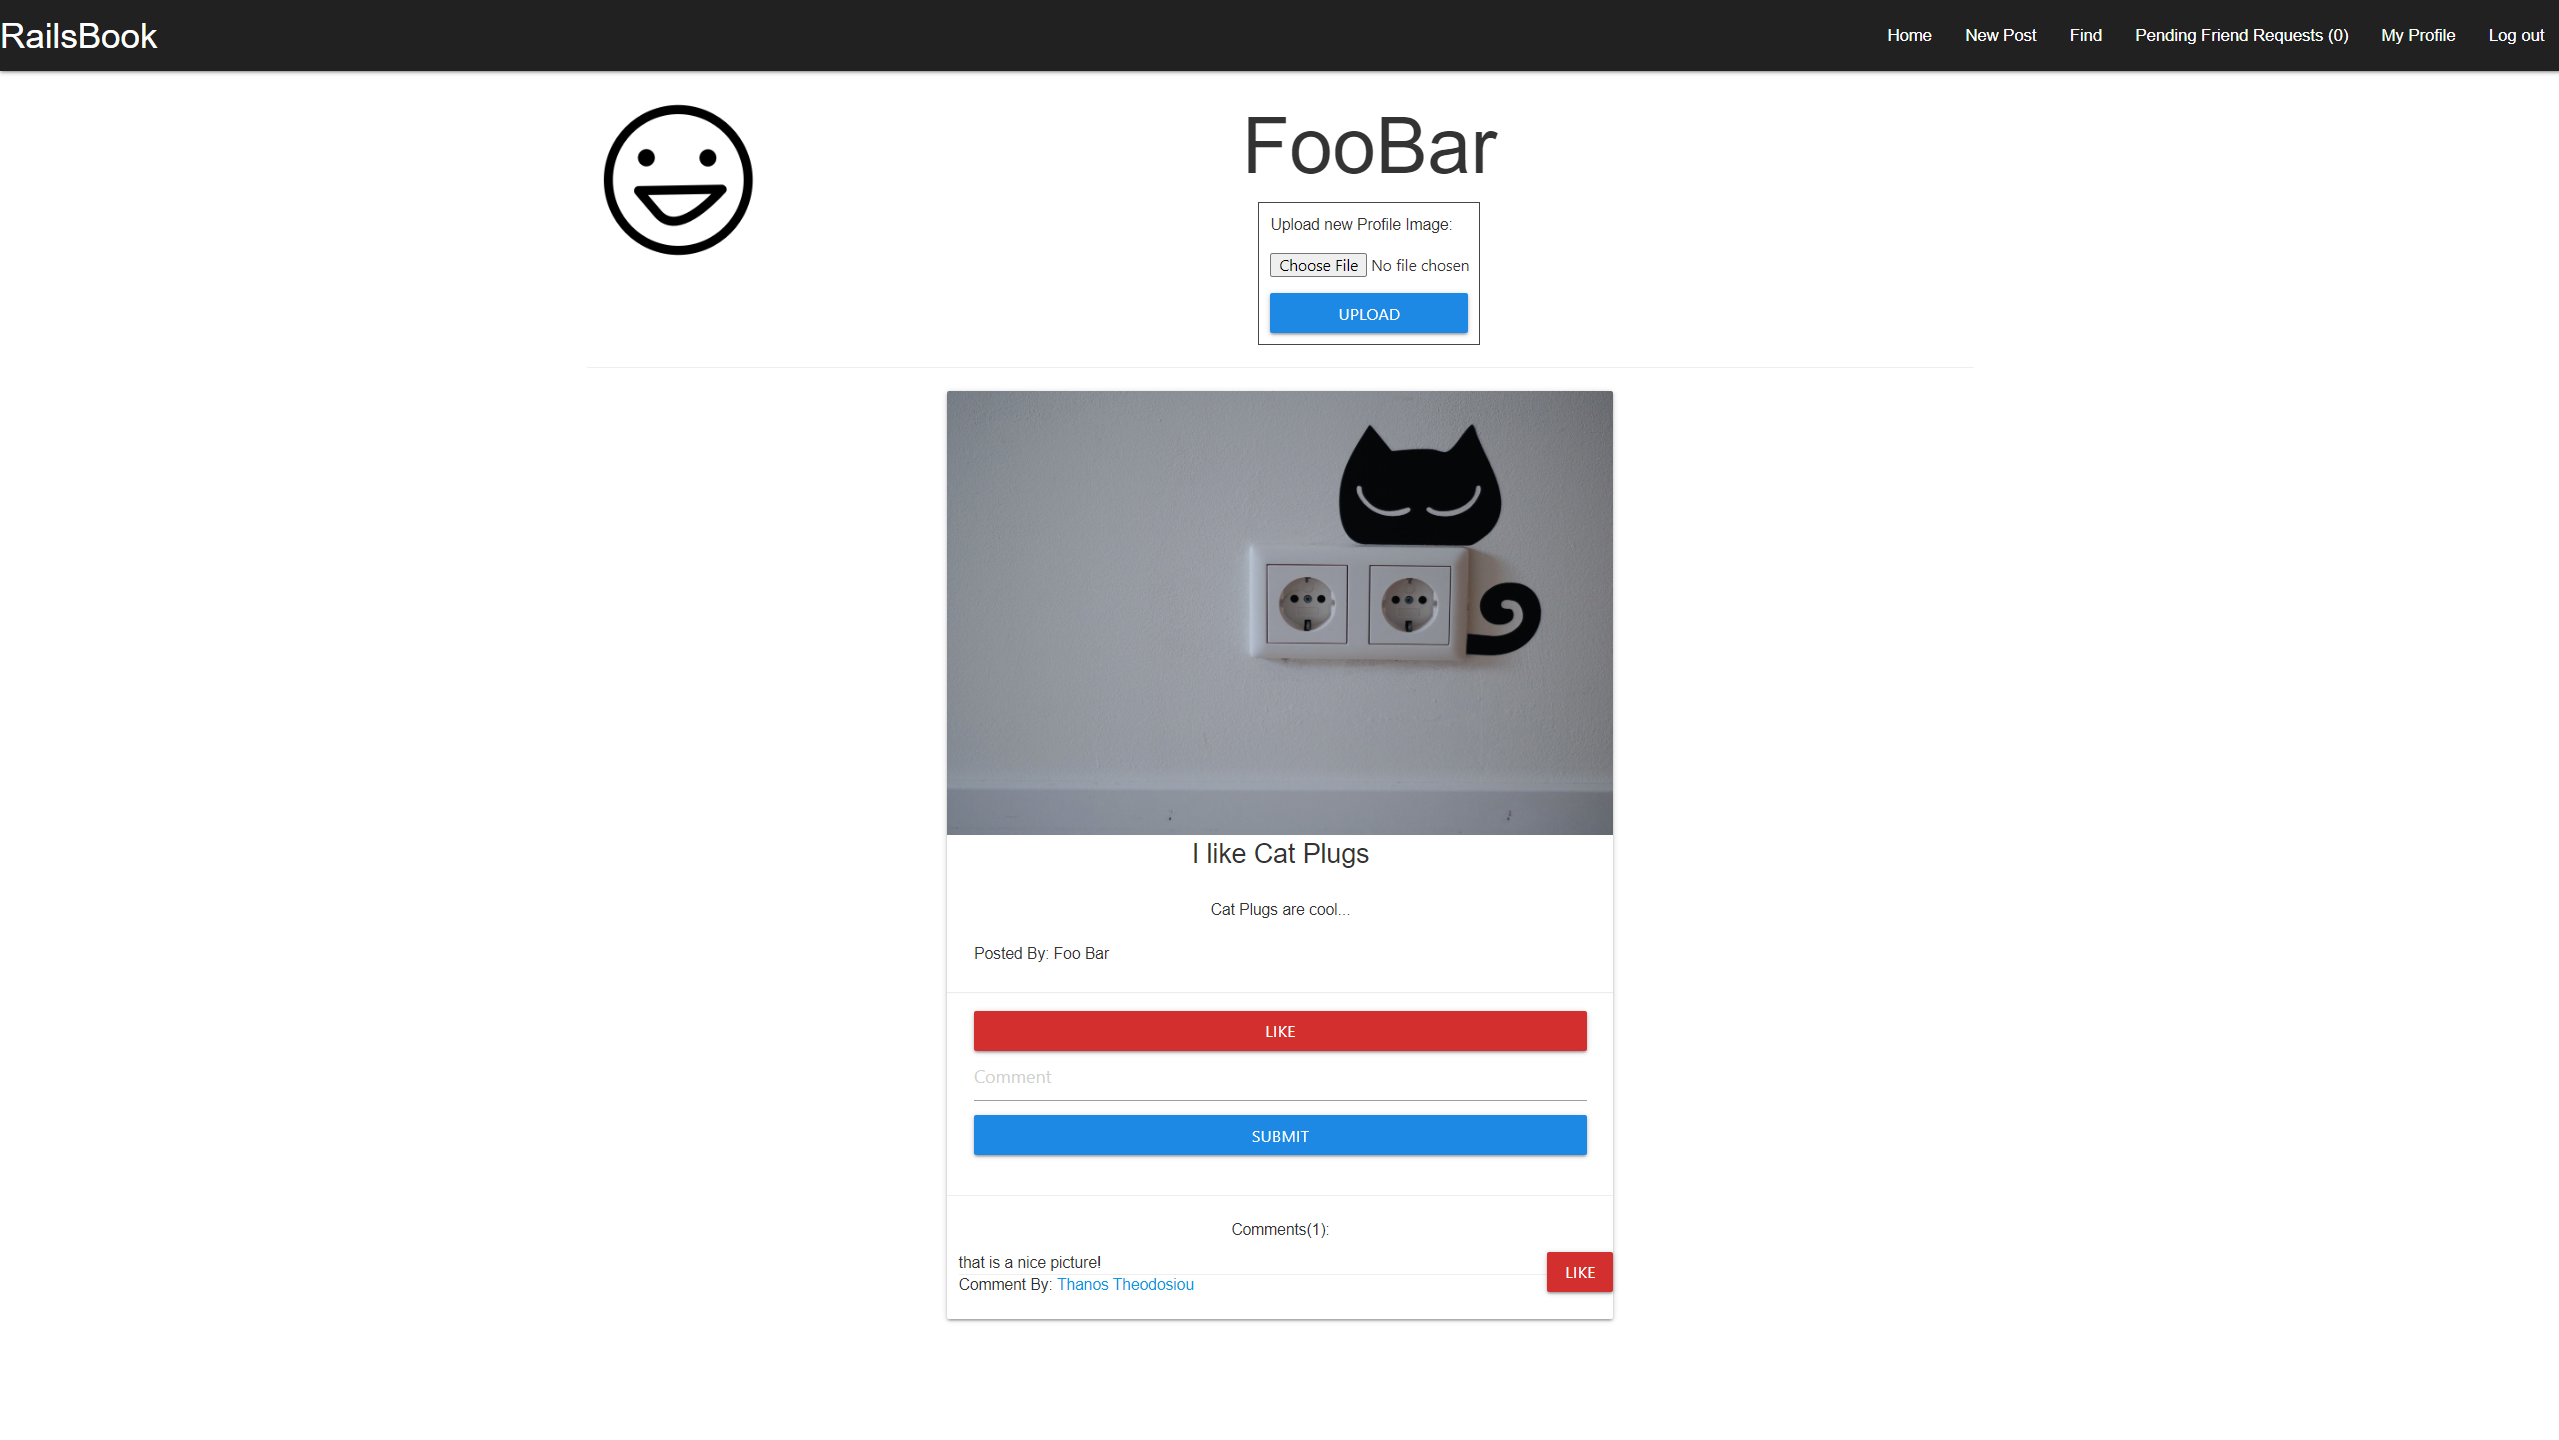 RailsBook
Home New Post Find Pending Friend Requests (0) My Profile Log out
FooBar
Upload new Profile Image:
Choose File No file chosen
UPLOAD
I like Cat Plugs
Cat Plugs are cool...
Posted By: Foo Bar
LIKE
Comment
SUBMIT
Comments(1):
that is a nice picture!
LIKE
Comment By: Thanos Theodosiou